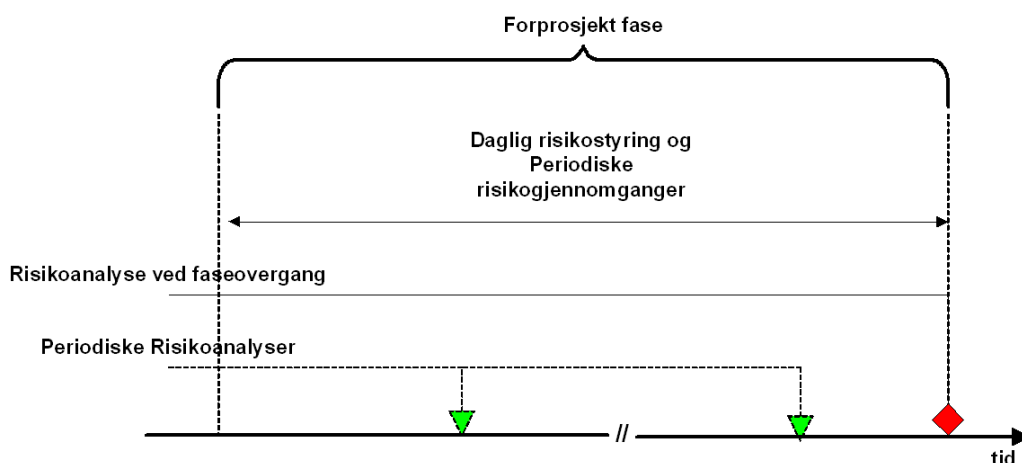 Forprosjekt fase
Daglig risikostyring og
Periodiske
risikogjennomganger
Risikoanalyse ved faseovergang
Periodiske Risikoanalyser
//
tid